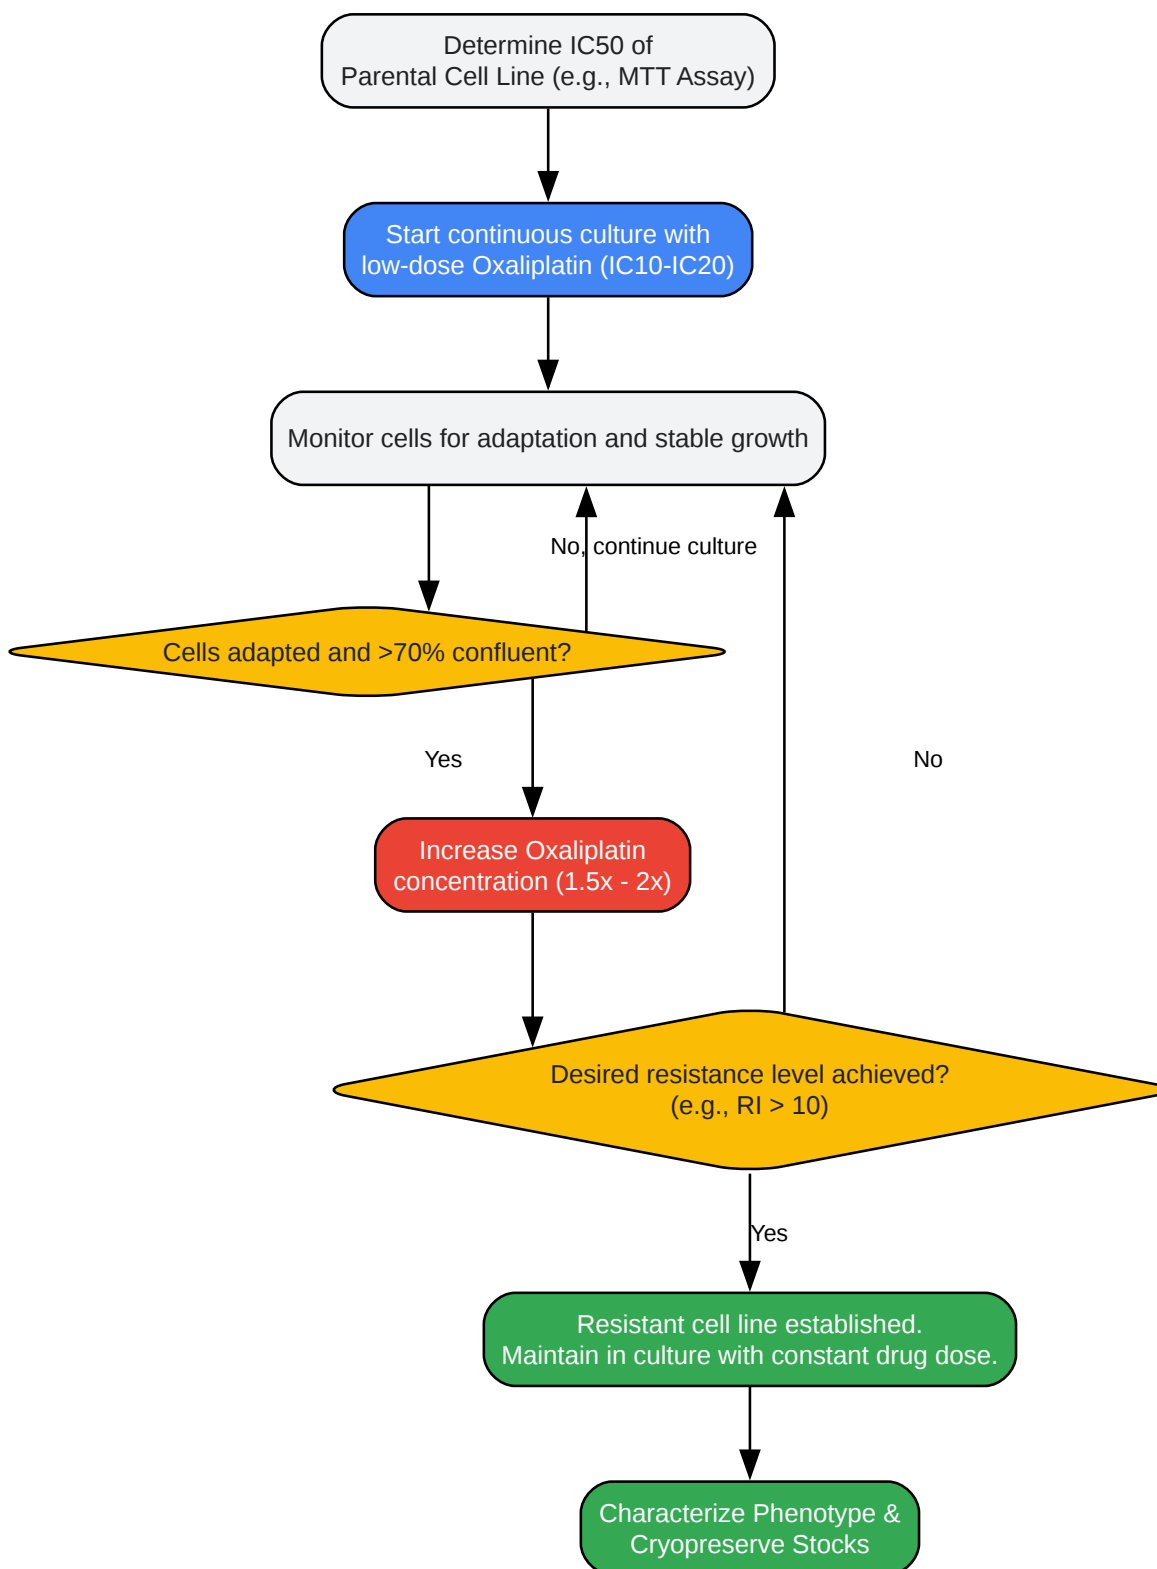 Determine IC50 of
Parental Cell Line (e.g., MTT Assay)
Start continuous culture with
low-dose Oxaliplatin (IC10-IC20)
Monitor cells for adaptation and stable growth
No, continue culture
Cells adapted and >70% confluent?
Yes
No
Increase Oxaliplatin
concentration (1.5x - 2x)
Desired resistance level achieved?
(e.g., RI > 10)
Yes
Resistant cell line established.
Maintain in culture with constant drug dose.
Characterize Phenotype &
Cryopreserve Stocks